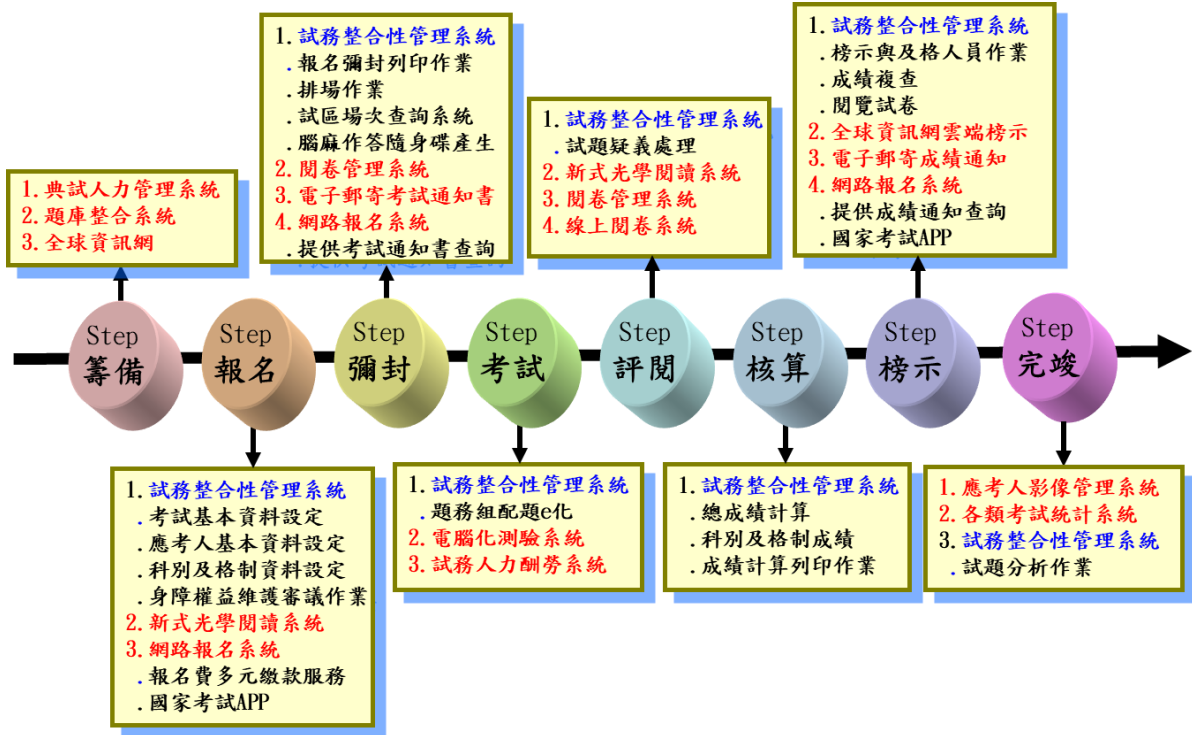 1.典試人力管理系統
2.題庫整合系統
3.全球資訊網
1.試務整合性管理系統
.報名彌封列印作業
.排場作業
.試區場次查詢系統
.腦麻作答隨身碟產生
2.閱卷管理系統
3.電子郵寄考試通知書
4.網路報名系統
.提供考試通知書查詢
1.試務整合性管理系統
.試題疑義處理
2.新式光學閱讀系統
3.閱卷管理系統
4.線上閱卷系統
1.試務整合性管理系統
.榜示與及格人員作業
.成績複查
.閱覽試卷
2.全球資訊網雲端榜示
3.電子郵寄成績通知
4.網路報名系統
.提供成績通知查詢
.國家考試APP
Step
籌備
Step
報名
Step
彌封
Step
考試
Step
評閱
Step
核算
Step
榜示
Step
完竣
1.試務整合性管理系統
.考試基本資料設定
.應考人基本資料設定
.科別及格制資料設定
.身障權益維護審議作業
2.新式光學閱讀系統
3.網路報名系統
.報名費多元繳款服務
.國家考試APP
1.試務整合性管理系統
.題務組配題e化
2.電腦化測驗系統
3.試務人力酬勞系統
1.試務整合性管理系統
.總成績計算
.科別及格制成績
.成績計算列印作業
1.應考人影像管理系統
2.各類考試統計系統
3.試務整合性管理系統
.試題分析作業